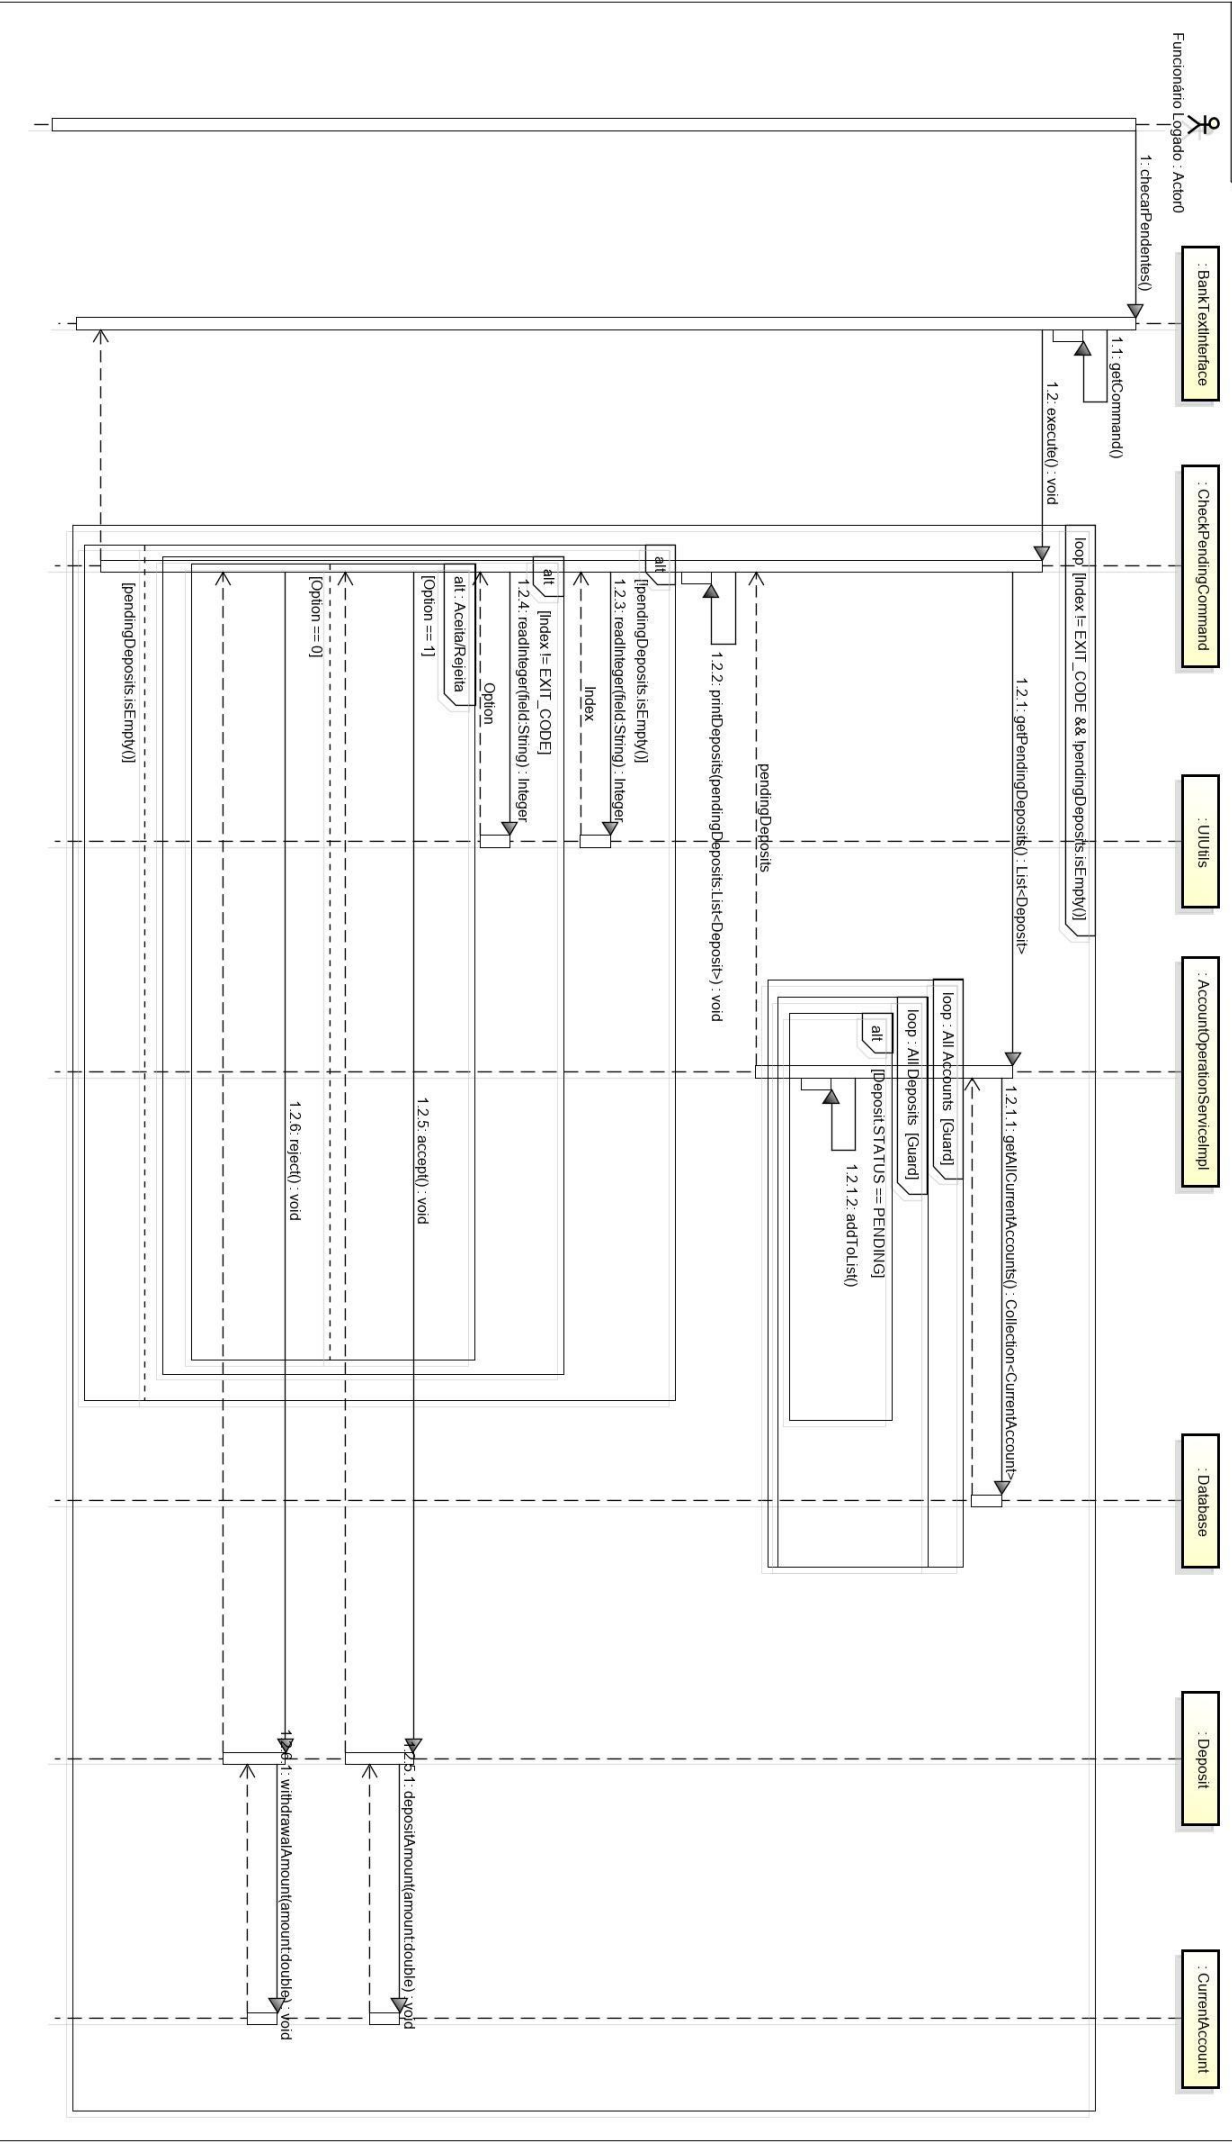 Funcionário Logado : Actor0
: BankTextInterface
: CheckPendingCommand
: UIUtils
: AccountOperationServiceImpl
: Database
: Deposit
: CurrentAccount
1: checarPendentes()
1.1: getCommand()
loop [Index != EXIT_CODE && !pendingDeposits.isEmpty()]
1.2: execute() : void
1.2.1: getPendingDeposits() : List<Deposit>
1.2.1.1: getAllCurrentAccounts() : Collection<CurrentAccount>
loop : All Accounts [Guard]
loop : All Deposits [Guard]
alt
[Deposit.STATUS == PENDING]
1.2.1.2: addToList()
pendingDeposits
1.2.2: printDeposits(pendingDeposits:List<Deposit>) : void
alt
[!pendingDeposits.isEmpty()]
1.2.3: readInteger(field:String) : Integer
Index
alt
[Index != EXIT_CODE]
1.2.4: readInteger(field:String) : Integer
Option
alt : Aceita/Rejeita
[Option == 1]
1.2.5: accept() : void
1.2.5.1: depositAmount(amount:double) : void
[Option == 0]
1.2.6: reject() : void
1.2.6.1: withdrawalAmount(amount:double) : void
[pendingDeposits.isEmpty()]